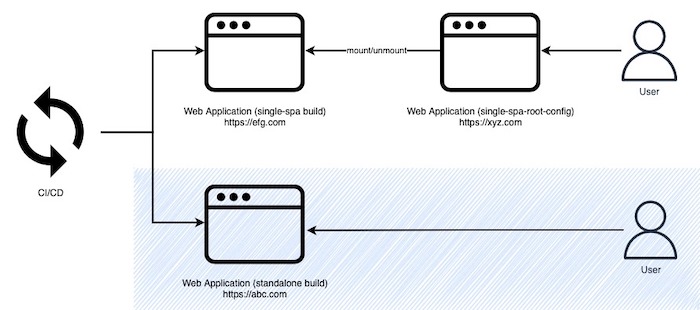 mount/unmount
Web Application (single-spa build)
https://efg.com
Web Application (single-spa-root-config)
https://xyz.com
User
CI/CD
Web Application (standalone build)
https://abc.com
User